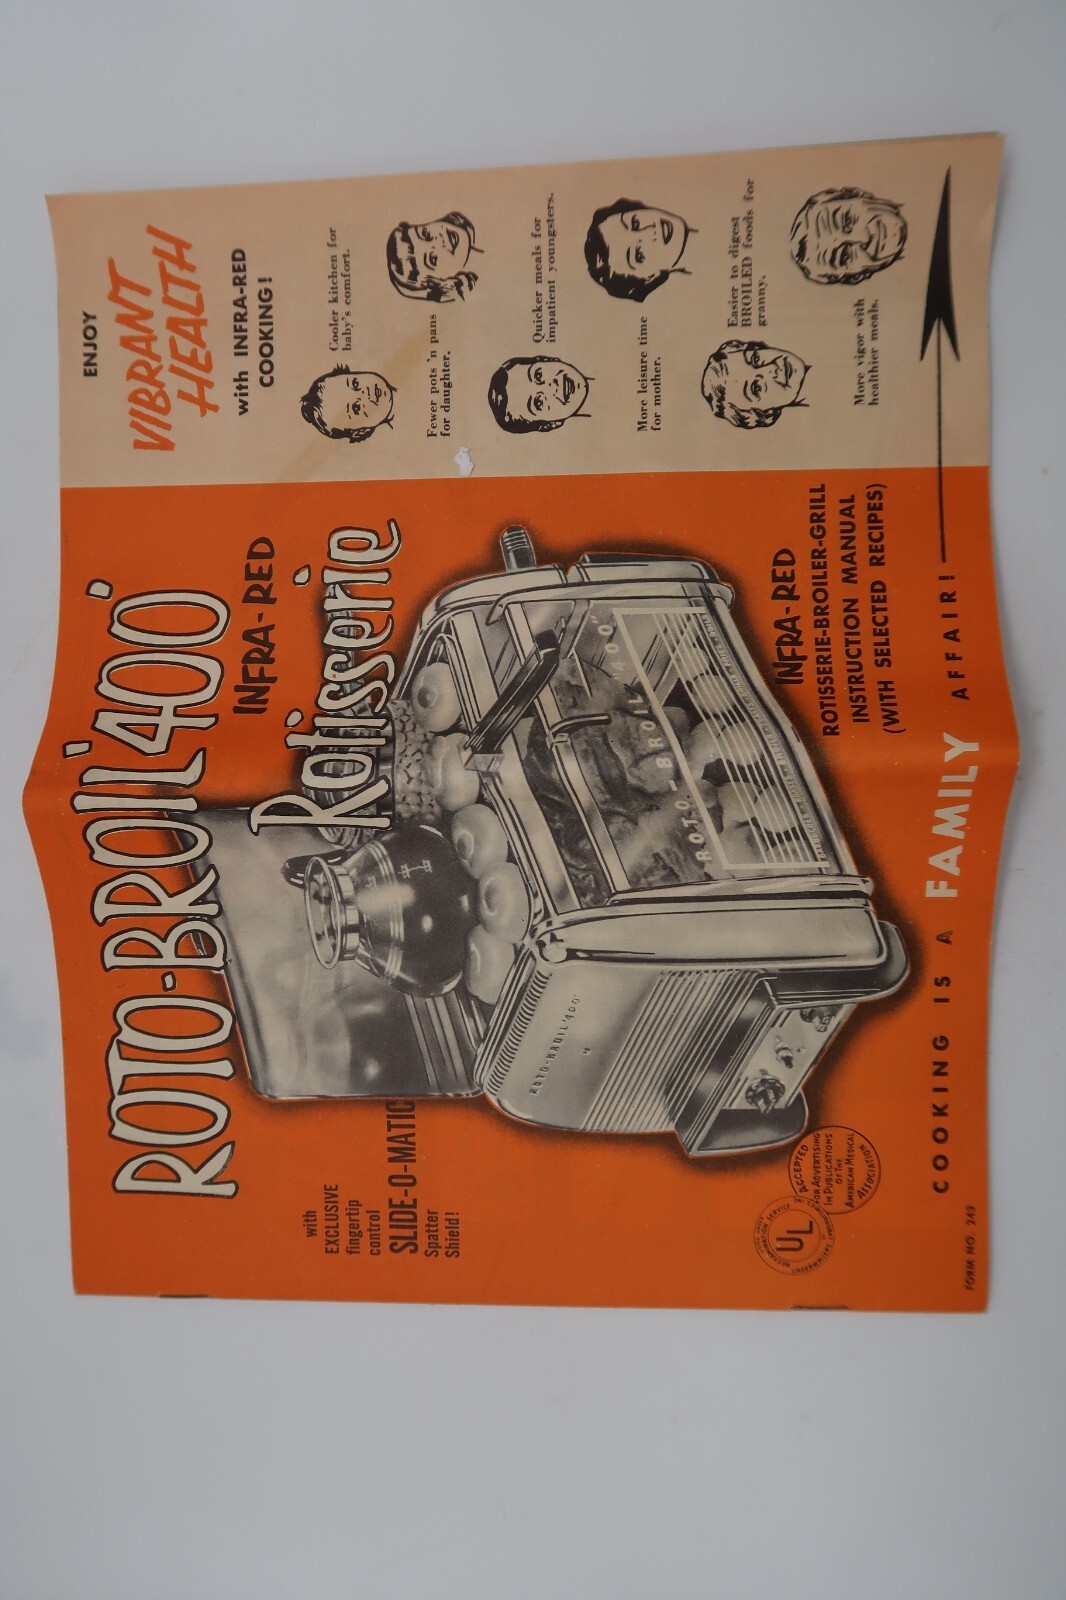 ROTO-BROIL '400'
INFRA-RED
Rotisserie
with
EXCLUSIVE
fingertip
control
SLIDE-O-MATIC
Spatter
Shield!
ROTO-BROIL "400"
ROTO-BROIL '400'
INFRA-RED
ROTISSERIE-BROILER-GRILL
INSTRUCTION MANUAL
(WITH SELECTED RECIPES)
UL
ACCEPTED
FOR ADVERTISING
IN PUBLICATIONS
OF THE
AMERICAN MEDICAL
ASSOCIATION
COOKING IS A FAMILY AFFAIR!
FORM NO. 243
ENJOY
VIBRANT
HEALTH
with INFRA-RED
COOKING!
Cooler kitchen for
baby's comfort.
Fewer pots 'n pans
for daughter.
Quicker meals for
impatient youngsters.
More leisure time
for mother.
Easier to digest
BROILED foods for
granny.
More vigor with
healthier meals.